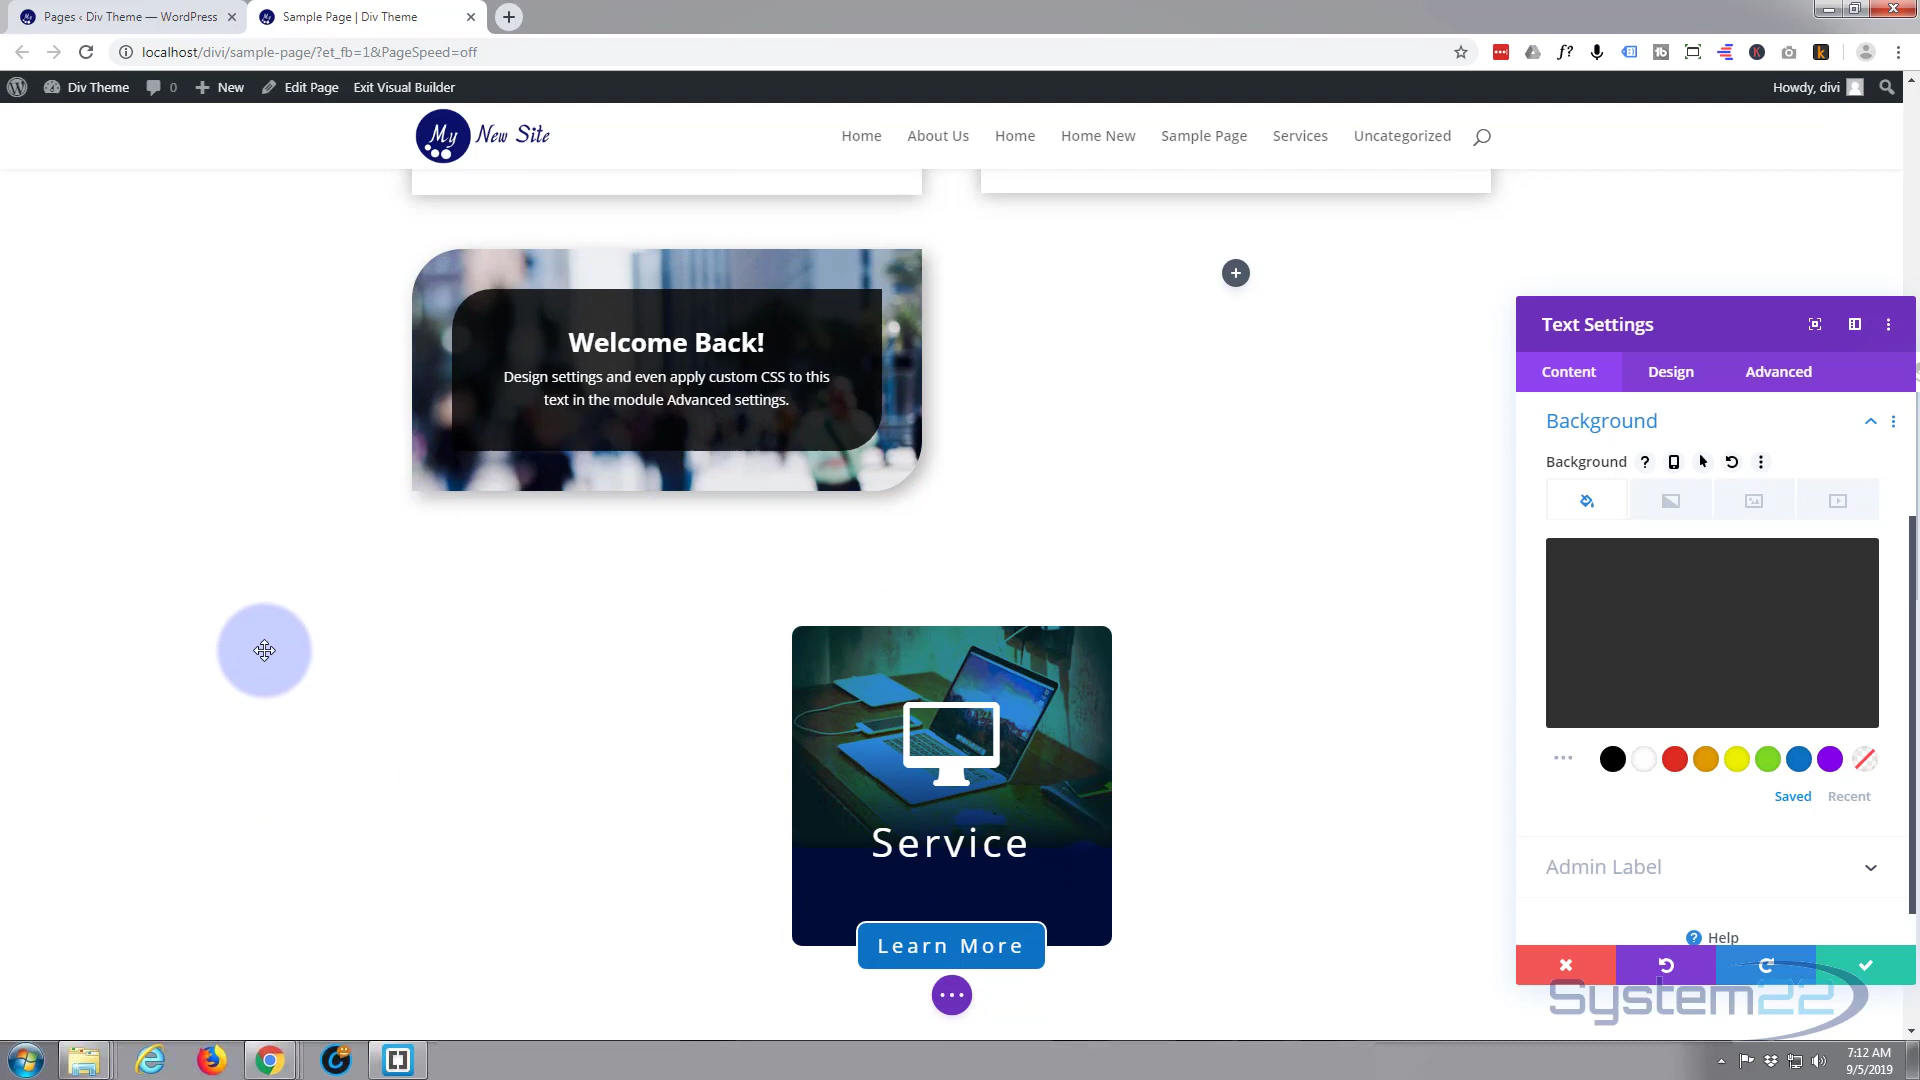 Pages ‹ Div Theme — WordPress
Sample Page | Div Theme
localhost/divi/sample-page/?et_fb=1&PageSpeed=off
Div Theme
0
New
Edit Page
Exit Visual Builder
Howdy, divi
My New Site
Home
About Us
Home
Home New
Sample Page
Services
Uncategorized
Welcome Back!
Design settings and even apply custom CSS to this
text in the module Advanced settings.
Text Settings
Content
Design
Advanced
Background
Background
Saved
Recent
Admin Label
Help
Service
Learn More
System22
7:12 AM
9/5/2019